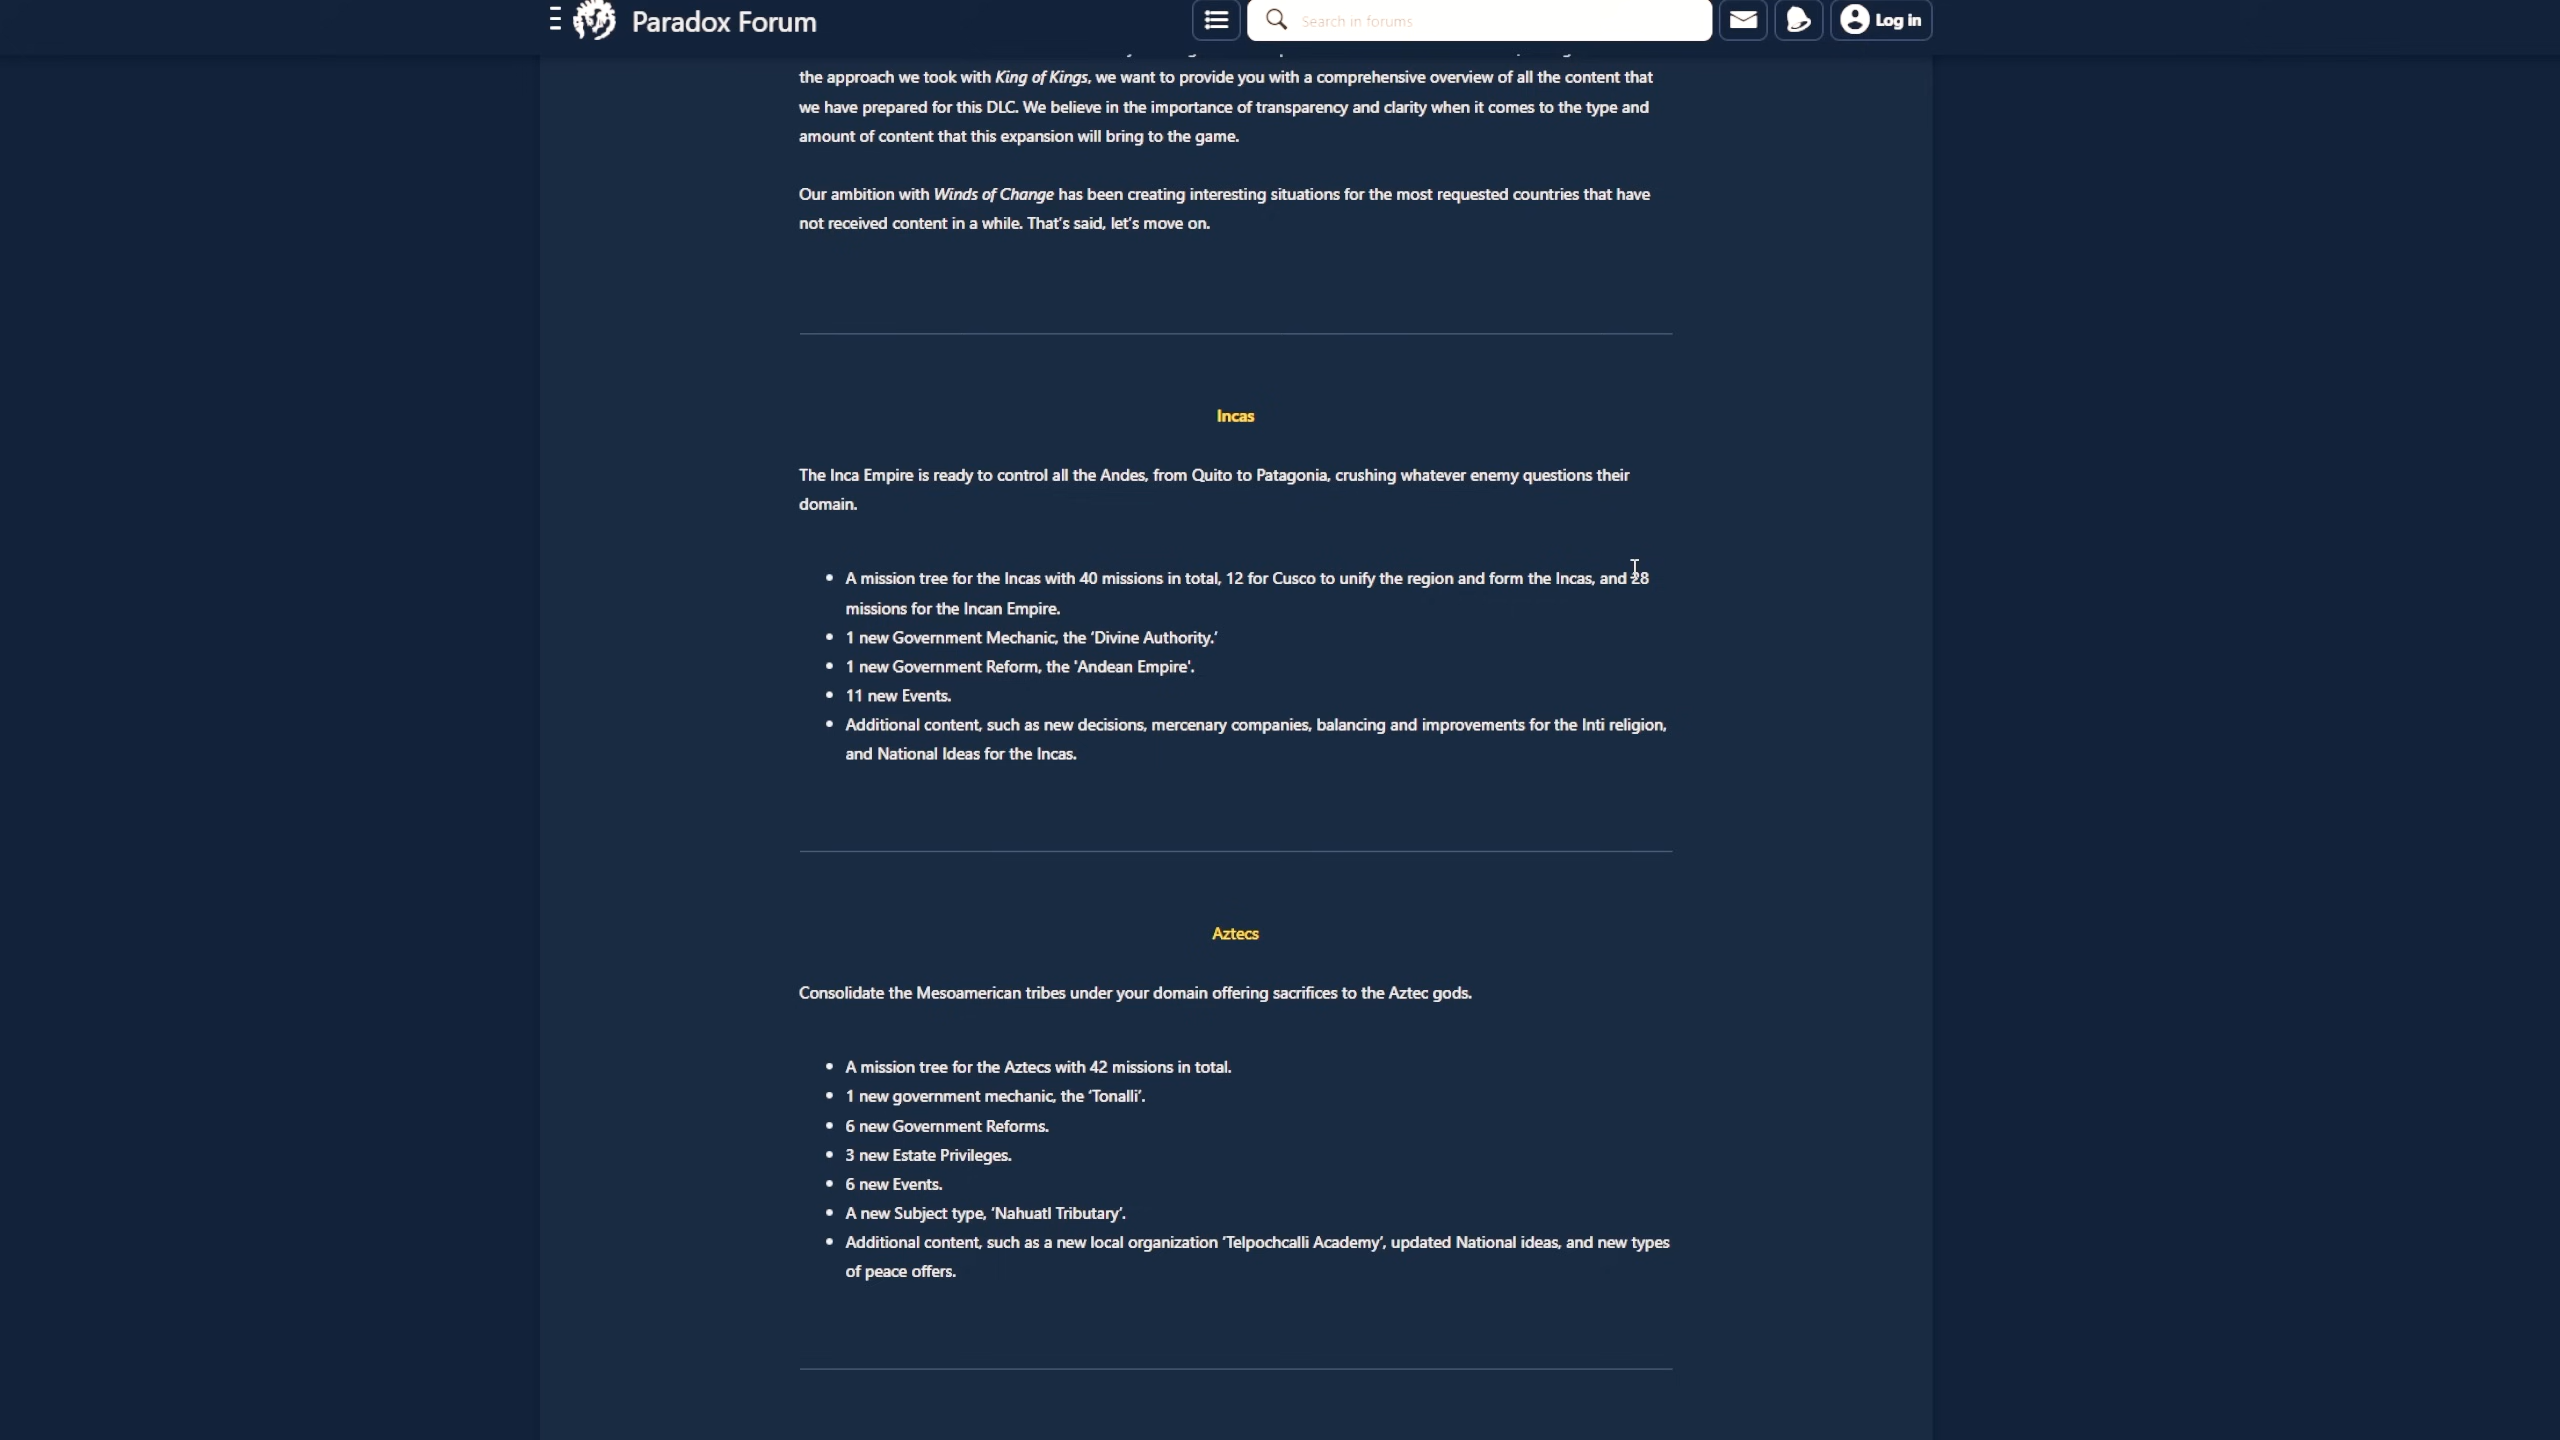 Paradox Forum
Search in forums
Log in
the approach we took with King of Kings, we want to provide you with a comprehensive overview of all the content that
we have prepared for this DLC. We believe in the importance of transparency and clarity when it comes to the type and
amount of content that this expansion will bring to the game.
Our ambition with Winds of Change has been creating interesting situations for the most requested countries that have
not received content in a while. That's said, let's move on.
Incas
The Inca Empire is ready to control all the Andes, from Quito to Patagonia, crushing whatever enemy questions their
domain.
• A mission tree for the Incas with 40 missions in total, 12 for Cusco to unify the region and form the Incas, and 28
missions for the Incan Empire.
• 1 new Government Mechanic, the ‘Divine Authority.’
• 1 new Government Reform, the 'Andean Empire'.
• 11 new Events.
• Additional content, such as new decisions, mercenary companies, balancing and improvements for the Inti religion,
and National Ideas for the Incas.
Aztecs
Consolidate the Mesoamerican tribes under your domain offering sacrifices to the Aztec gods.
• A mission tree for the Aztecs with 42 missions in total.
• 1 new government mechanic, the ‘Tonalli’.
• 6 new Government Reforms.
• 3 new Estate Privileges.
• 6 new Events.
• A new Subject type, ‘Nahuatl Tributary’.
• Additional content, such as a new local organization ‘Telpochcalli Academy’, updated National ideas, and new types
of peace offers.